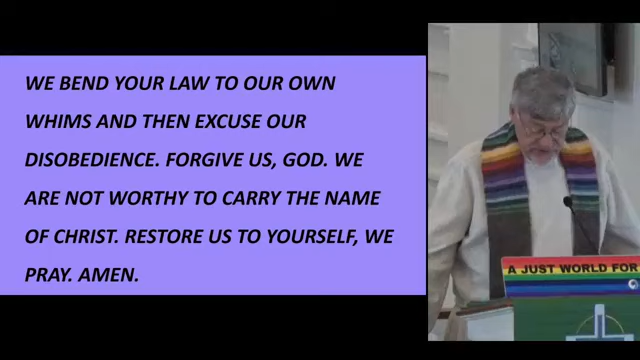 WE BEND YOUR LAW TO OUR OWN
WHIMS AND THEN EXCUSE OUR
DISOBEDIENCE. FORGIVE US, GOD. WE
ARE NOT WORTHY TO CARRY THE NAME
OF CHRIST. RESTORE US TO YOURSELF, WE
PRAY. AMEN.
A JUST WORLD FOR